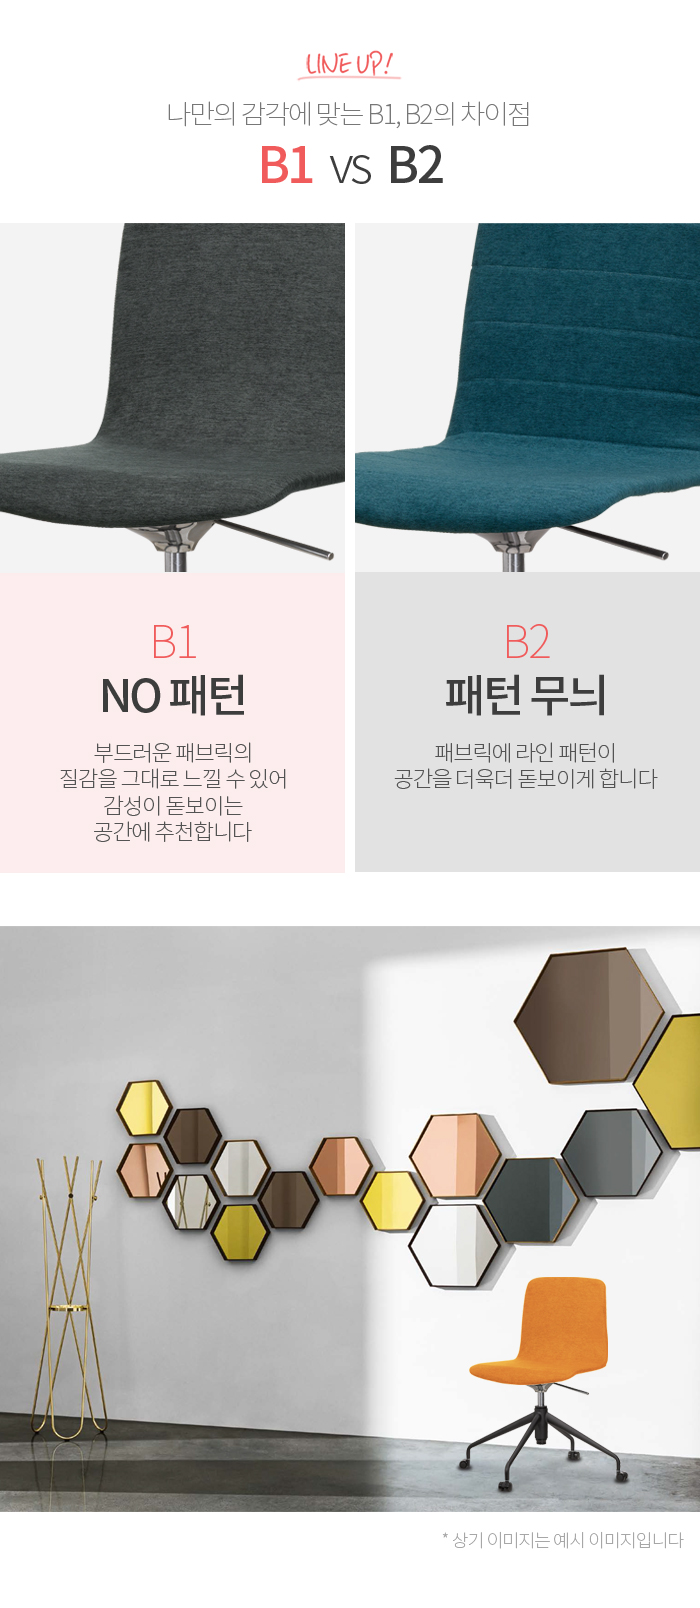 LINE UP!
나만의 감각에 맞는 B1, B2의 차이점
B1 VS B2
B1
NO 패턴
부드러운 패브릭의
질감을 그대로 느낄 수 있어
감성이 돋보이는
공간에 추천합니다
B2
패턴 무늬
패브릭에 라인 패턴이
공간을 더욱더 돋보이게 합니다
* 상기 이미지는 예시 이미지입니다